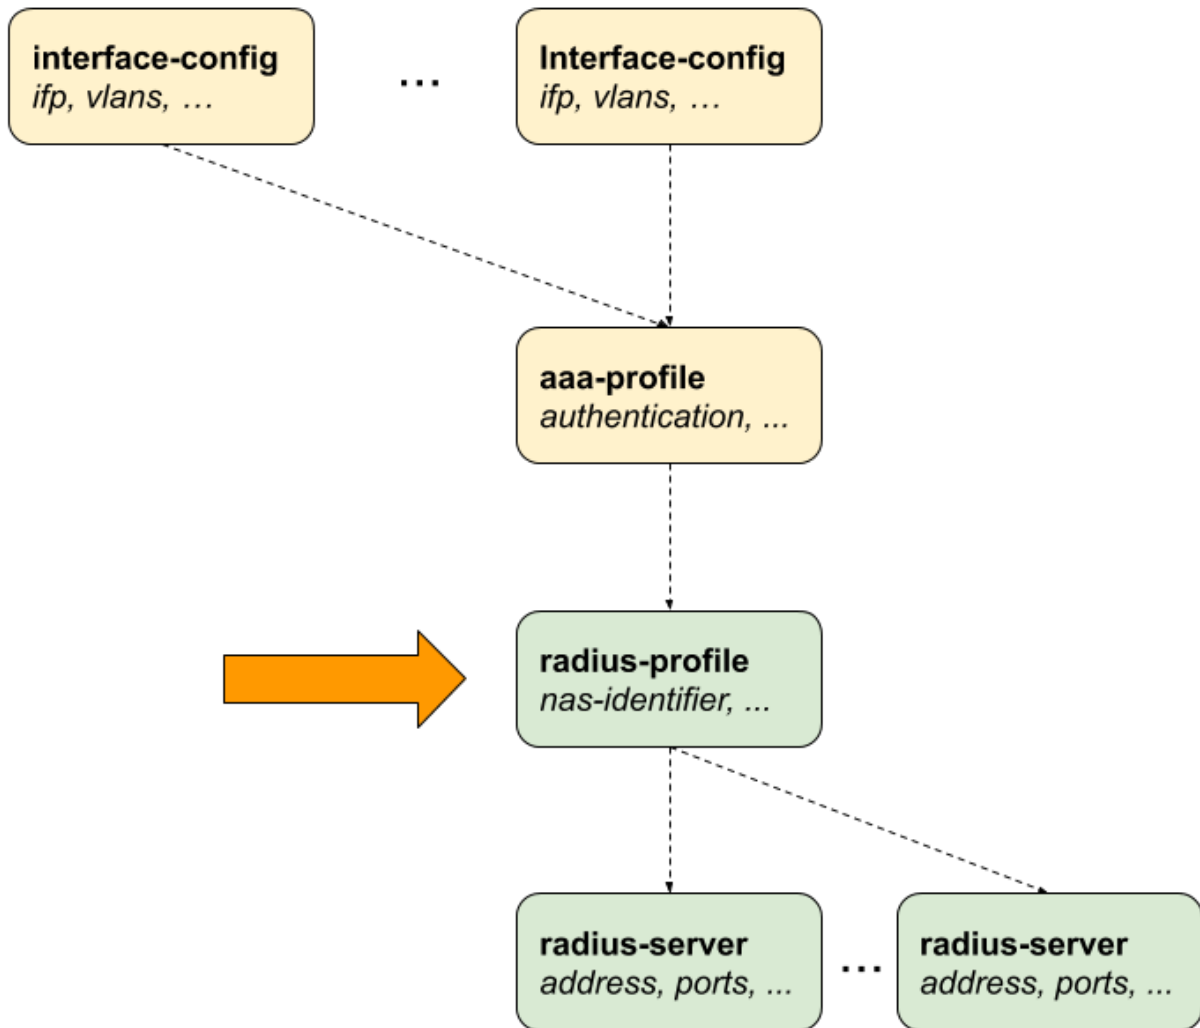 interface-config
ifp, vlans, …
...
Interface-config
ifp, vlans, …
aaa-profile
authentication, ...
radius-profile
nas-identifier, ...
radius-server
address, ports, ...
...
radius-server
address, ports, ...